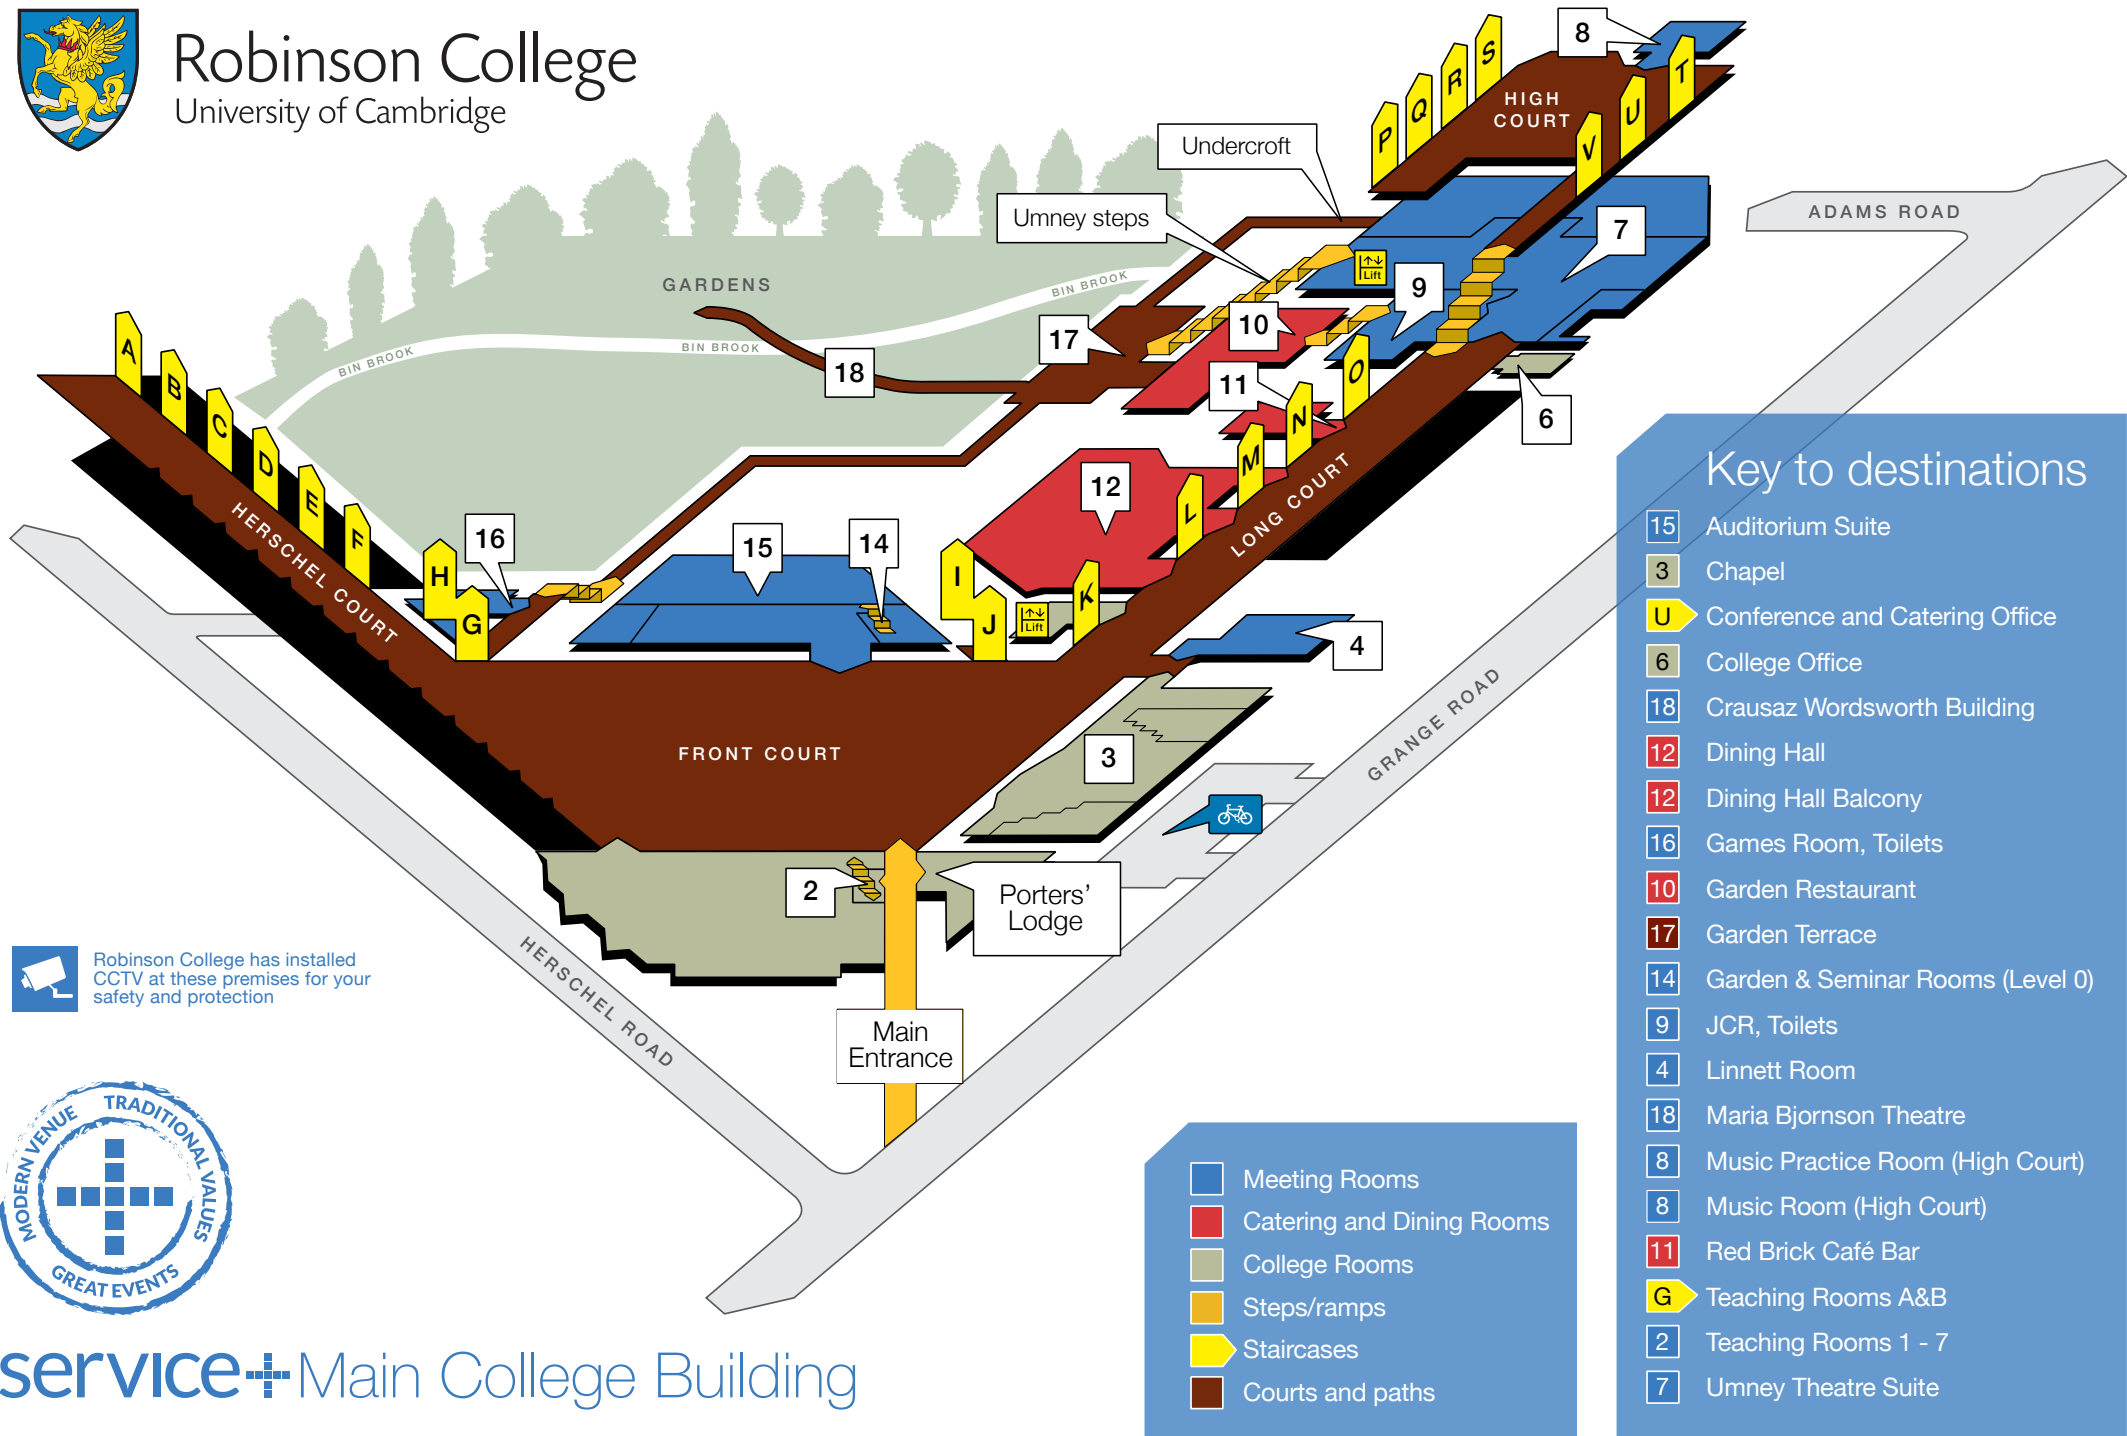 Robinson College
University of Cambridge
8
P
Q
R
S
T
U
V
HIGH
COURT
Undercroft
Umney steps
7
ADAMS ROAD
Lift
9
10
17
GARDENS
BIN BROOK
BIN BROOK
BIN BROOK
18
11
O
N
M
L
K
6
A
B
C
D
E
F
HERSCHEL COURT
H
G
16
15
14
I
J
Lift
12
LONG COURT
4
FRONT COURT
3
GRANGE ROAD
2
Porters'
Lodge
Main
Entrance
HERSCHEL ROAD
Robinson College has installed
CCTV at these premises for your
safety and protection
MODERN VENUE
TRADITIONAL VALUES
GREAT EVENTS
service+Main College Building
Meeting Rooms
Catering and Dining Rooms
College Rooms
Steps/ramps
Staircases
Courts and paths
Key to destinations
15 Auditorium Suite
3 Chapel
U Conference and Catering Office
6 College Office
18 Crausaz Wordsworth Building
12 Dining Hall
12 Dining Hall Balcony
16 Games Room, Toilets
10 Garden Restaurant
17 Garden Terrace
14 Garden & Seminar Rooms (Level 0)
9 JCR, Toilets
4 Linnett Room
18 Maria Bjornson Theatre
8 Music Practice Room (High Court)
8 Music Room (High Court)
11 Red Brick Café Bar
G Teaching Rooms A&B
2 Teaching Rooms 1 - 7
7 Umney Theatre Suite